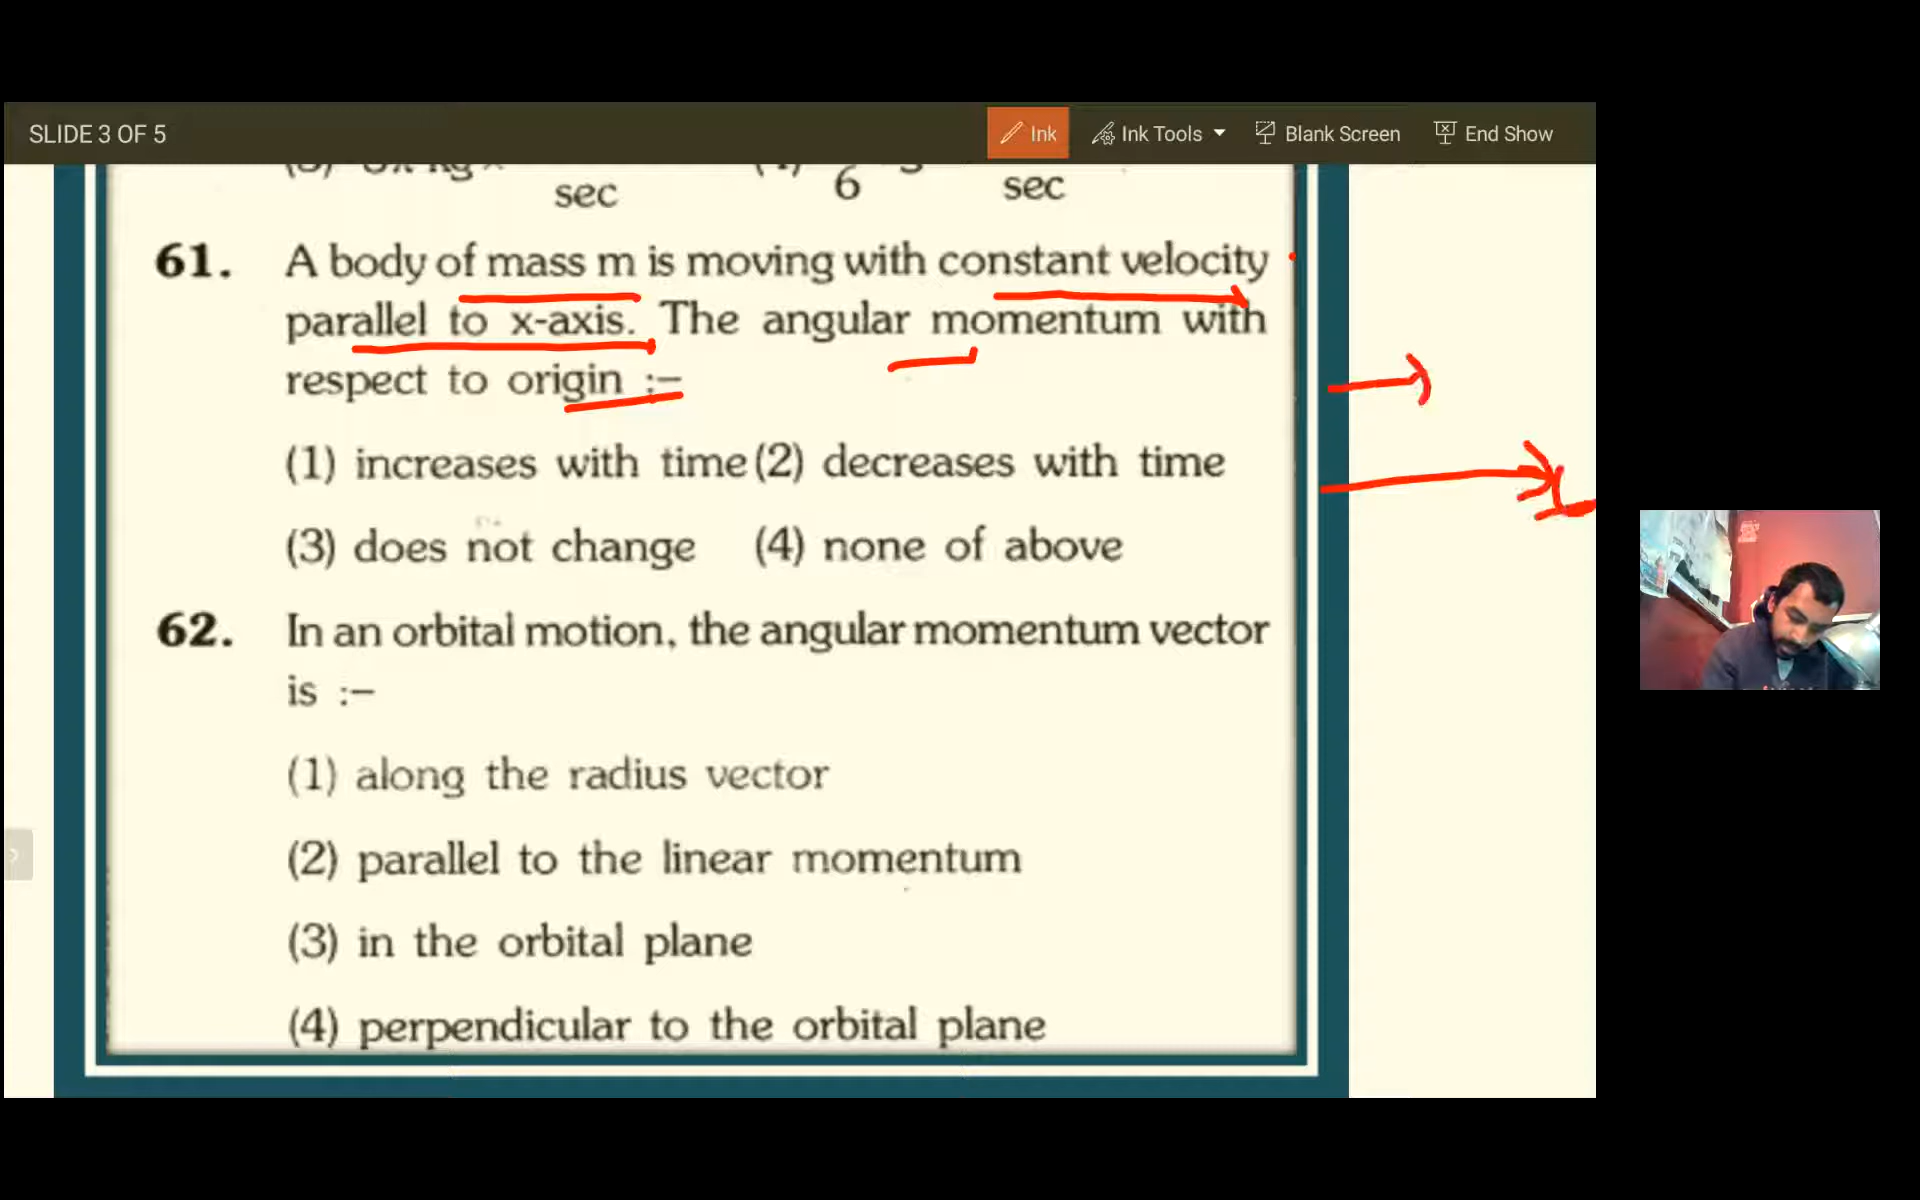 SLIDE 3 OF 5
Ink
Ink Tools
Blank Screen
End Show
sec
6
sec
61. A body of mass m is moving with constant velocity
parallel to x-axis. The angular momentum with
respect to origin :–
(1) increases with time (2) decreases with time
(3) does not change (4) none of above
62. In an orbital motion, the angular momentum vector
is :–
(1) along the radius vector
(2) parallel to the linear momentum
(3) in the orbital plane
(4) perpendicular to the orbital plane